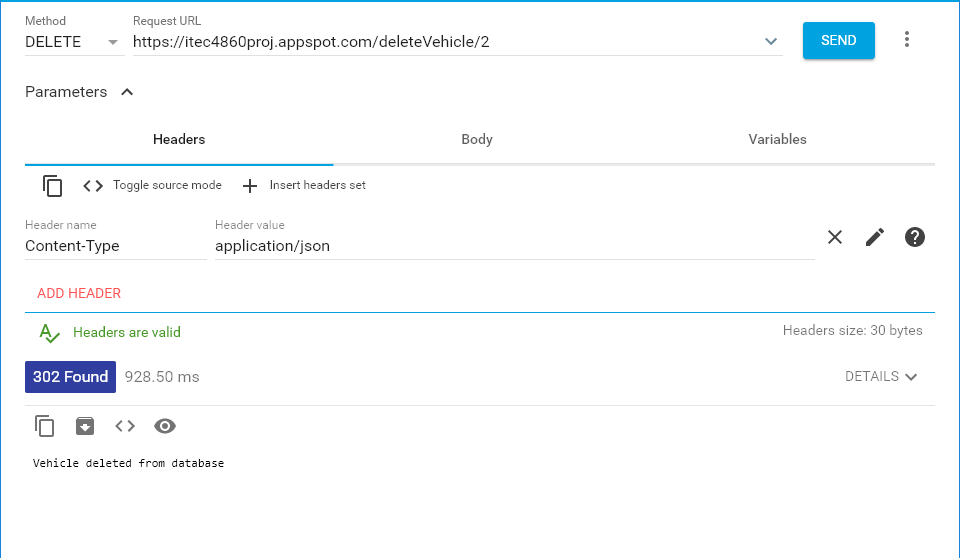 Method Request URL
DELETE https://itec4860proj.appspot.com/deleteVehicle/2 SEND
Parameters
Headers Body Variables
Toggle source mode Insert headers set
Header name Header value
Content-Type application/json
ADD HEADER
Headers are valid Headers size: 30 bytes
302 Found 928.50 ms DETAILS
Vehicle deleted from database